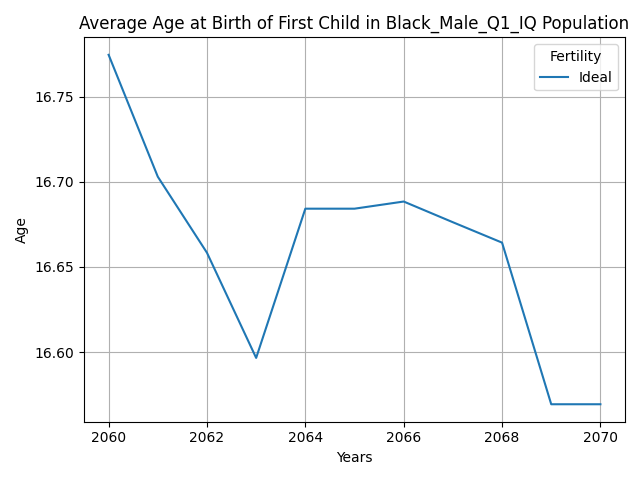 Average Age at Birth of First Child in Black_Male_Q1_IQ Population
Fertility
Ideal
16.75
16.70
16.65
16.60
Age
2060
2062
2064
2066
2068
2070
Years